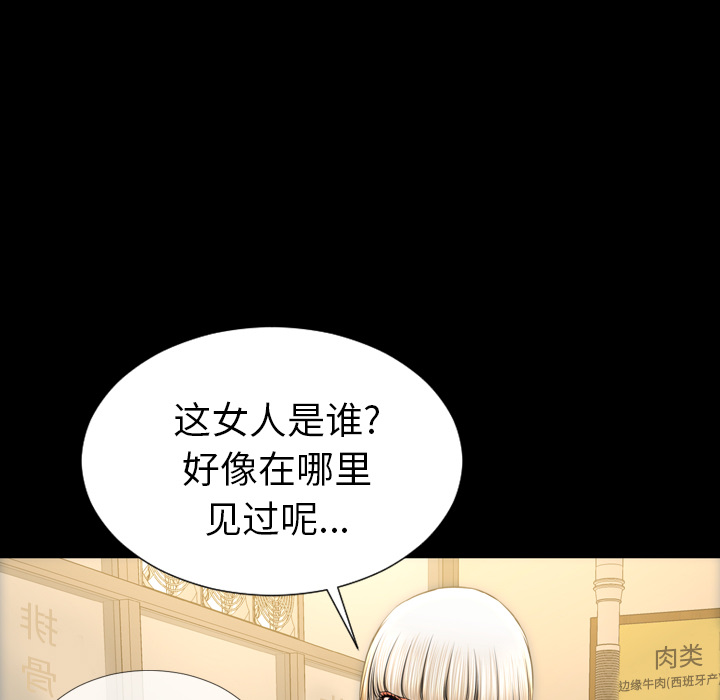 这女人是谁?
好像在哪里
见过呢...
排骨
肉类
边缘牛肉(西班牙产